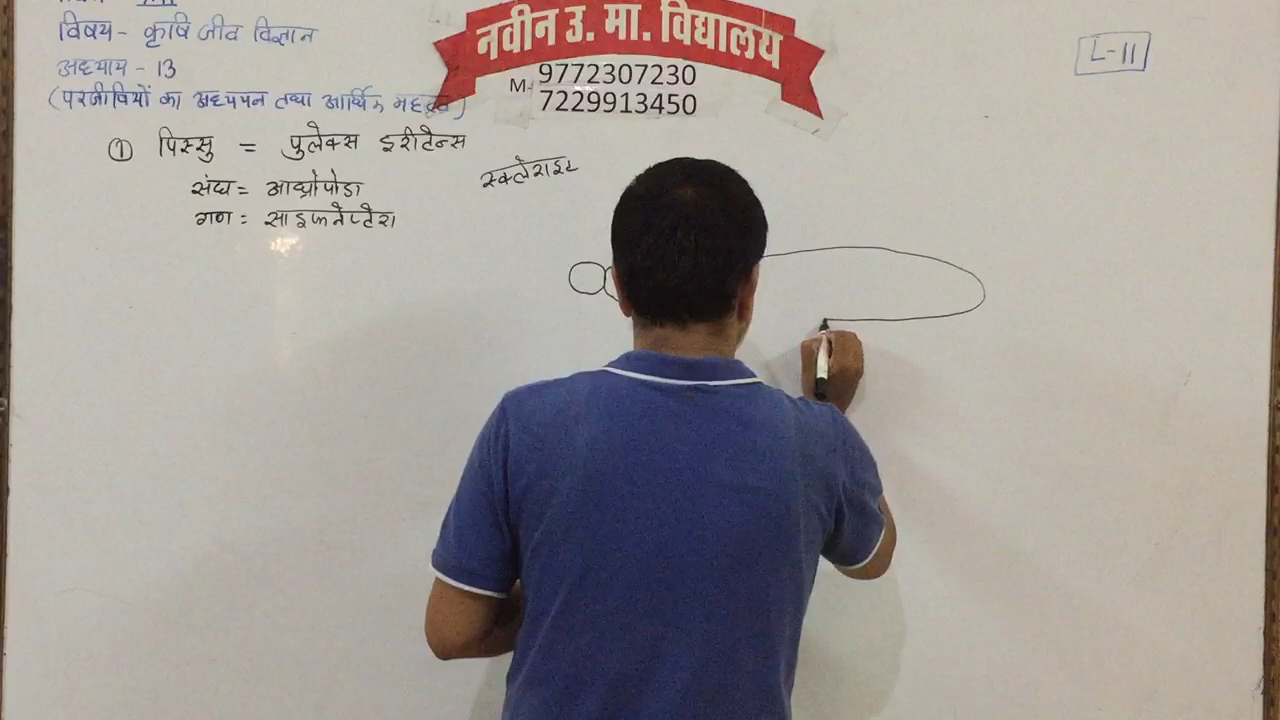 विषय - कृषि जीव विज्ञान
अध्याय - 13
(परजीवियों का अध्ययन तथा आर्थिक महत्व)
नवीन उ. मा. विद्यालय
M- 9772307230
7229913450
L-11
① पिस्सु = पुलेक्स इरीटेन्स
संघ = आर्थ्रोपोडा
गण = साइफनेप्टेरा
स्क्लेराइट